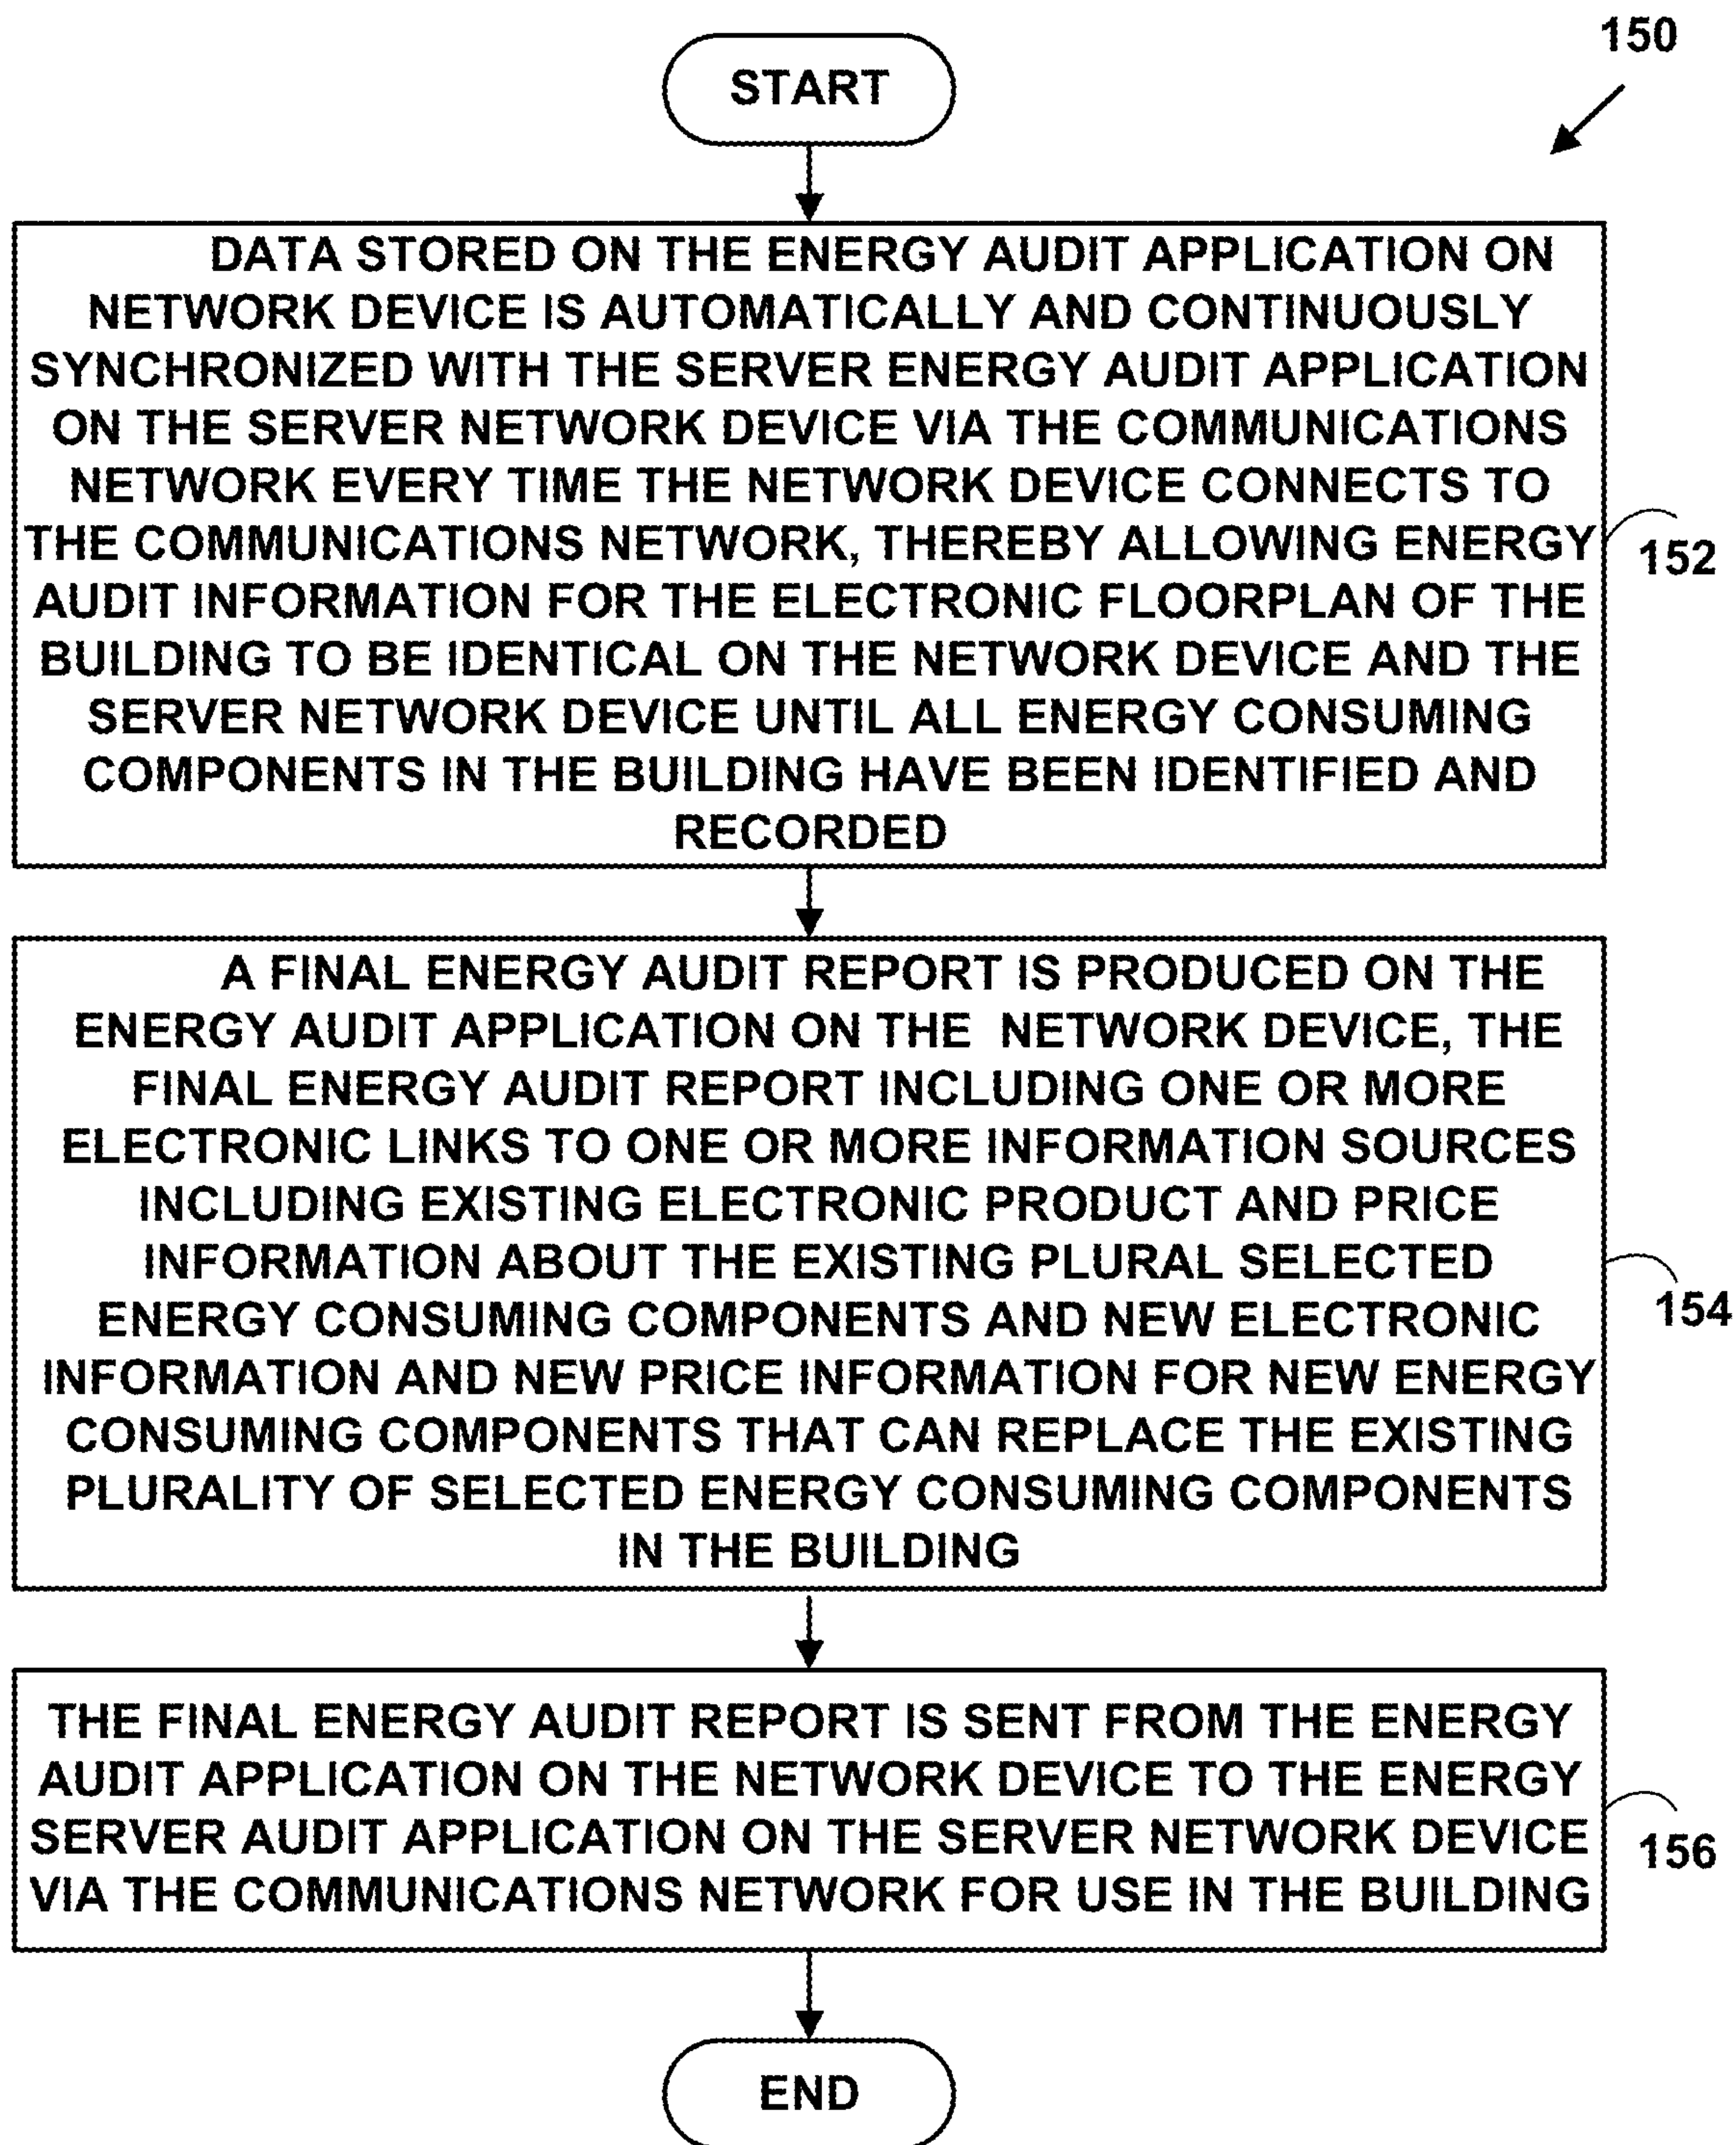 150
START
DATA STORED ON THE ENERGY AUDIT APPLICATION ON
NETWORK DEVICE IS AUTOMATICALLY AND CONTINUOUSLY
SYNCHRONIZED WITH THE SERVER ENERGY AUDIT APPLICATION
ON THE SERVER NETWORK DEVICE VIA THE COMMUNICATIONS
NETWORK EVERY TIME THE NETWORK DEVICE CONNECTS TO
THE COMMUNICATIONS NETWORK, THEREBY ALLOWING ENERGY
AUDIT INFORMATION FOR THE ELECTRONIC FLOORPLAN OF THE
BUILDING TO BE IDENTICAL ON THE NETWORK DEVICE AND THE
SERVER NETWORK DEVICE UNTIL ALL ENERGY CONSUMING
COMPONENTS IN THE BUILDING HAVE BEEN IDENTIFIED AND
RECORDED
152
A FINAL ENERGY AUDIT REPORT IS PRODUCED ON THE
ENERGY AUDIT APPLICATION ON THE NETWORK DEVICE, THE
FINAL ENERGY AUDIT REPORT INCLUDING ONE OR MORE
ELECTRONIC LINKS TO ONE OR MORE INFORMATION SOURCES
INCLUDING EXISTING ELECTRONIC PRODUCT AND PRICE
INFORMATION ABOUT THE EXISTING PLURAL SELECTED
ENERGY CONSUMING COMPONENTS AND NEW ELECTRONIC
INFORMATION AND NEW PRICE INFORMATION FOR NEW ENERGY
CONSUMING COMPONENTS THAT CAN REPLACE THE EXISTING
PLURALITY OF SELECTED ENERGY CONSUMING COMPONENTS
IN THE BUILDING
154
THE FINAL ENERGY AUDIT REPORT IS SENT FROM THE ENERGY
AUDIT APPLICATION ON THE NETWORK DEVICE TO THE ENERGY
SERVER AUDIT APPLICATION ON THE SERVER NETWORK DEVICE
VIA THE COMMUNICATIONS NETWORK FOR USE IN THE BUILDING
156
END